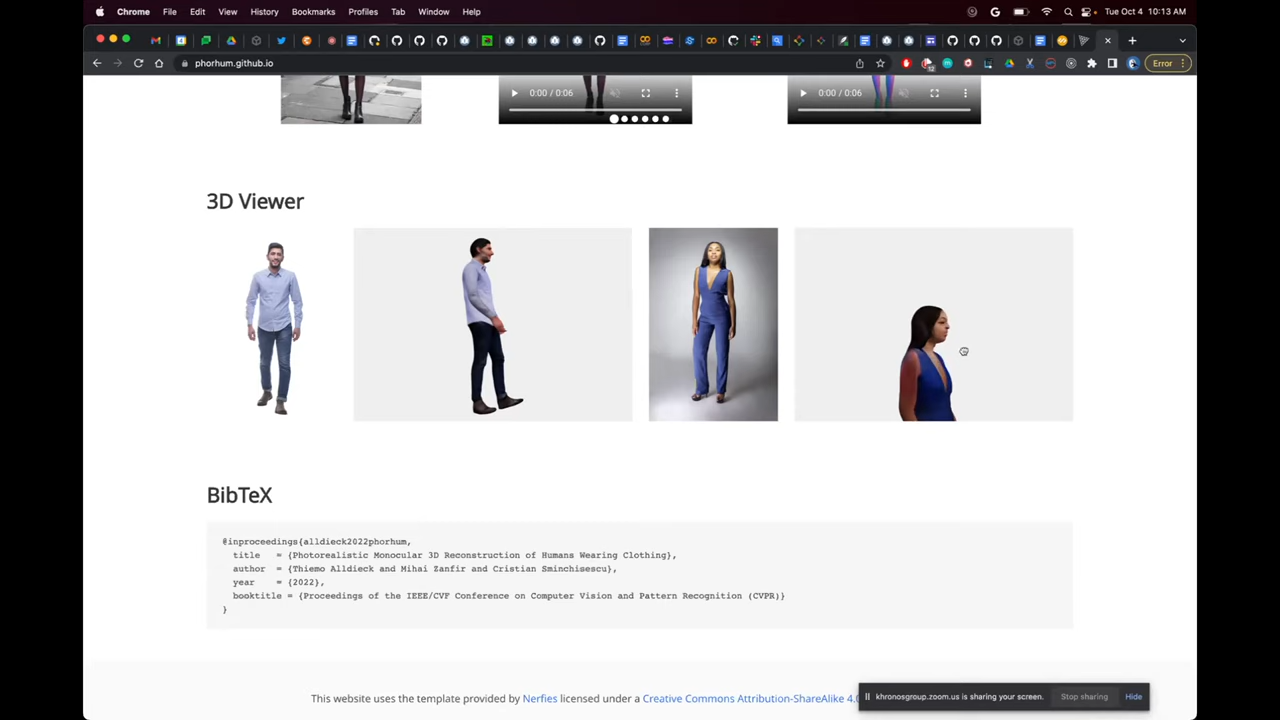 Chrome File Edit View History Bookmarks Profiles Tab Window Help Tue Oct 4 10:13 AM
phorhum.github.io Error
0:00 / 0:06 0:00 / 0:06
3D Viewer
BibTeX
@inproceedings{alldieck2022phorhum,
title = {Photorealistic Monocular 3D Reconstruction of Humans Wearing Clothing},
author = {Thiemo Alldieck and Mihai Zanfir and Cristian Sminchisescu},
year = {2022},
booktitle = {Proceedings of the IEEE/CVF Conference on Computer Vision and Pattern Recognition (CVPR)}
}
This website uses the template provided by Nerfies licensed under a Creative Commons Attribution-ShareAlike 4.0
khronosgroup.zoom.us is sharing your screen. Stop sharing Hide